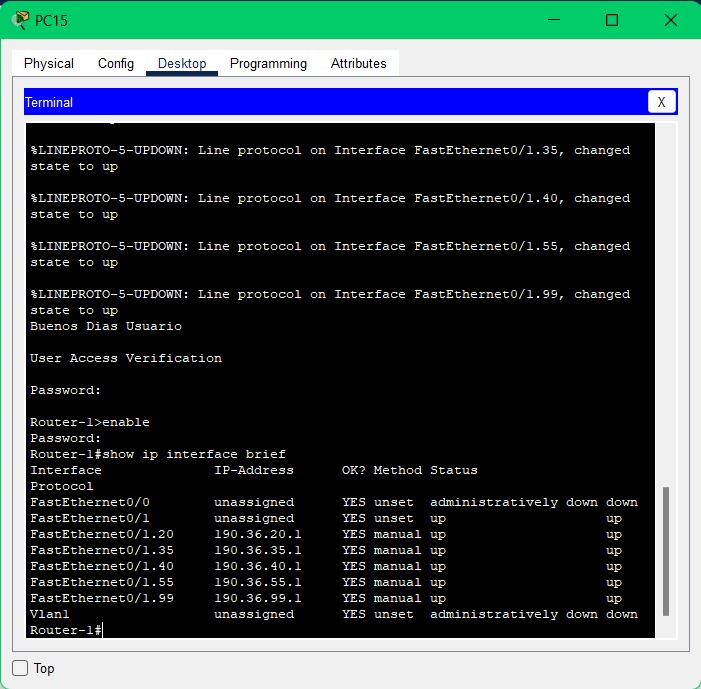 PC15
Physical Config Desktop Programming Attributes
Terminal
X
%LINEPROTO-5-UPDOWN: Line protocol on Interface FastEthernet0/1.35, changed
state to up
%LINEPROTO-5-UPDOWN: Line protocol on Interface FastEthernet0/1.40, changed
state to up
%LINEPROTO-5-UPDOWN: Line protocol on Interface FastEthernet0/1.55, changed
state to up
%LINEPROTO-5-UPDOWN: Line protocol on Interface FastEthernet0/1.99, changed
state to up
Buenos Dias Usuario
User Access Verification
Password:
Router-1>enable
Password:
Router-1#show ip interface brief
Interface IP-Address OK? Method Status
Protocol
FastEthernet0/0 unassigned YES unset administratively down down
FastEthernet0/1 unassigned YES unset up up
FastEthernet0/1.20 190.36.20.1 YES manual up up
FastEthernet0/1.35 190.36.35.1 YES manual up up
FastEthernet0/1.40 190.36.40.1 YES manual up up
FastEthernet0/1.55 190.36.55.1 YES manual up up
FastEthernet0/1.99 190.36.99.1 YES manual up up
Vlan1 unassigned YES unset administratively down down
Router-1#
Top